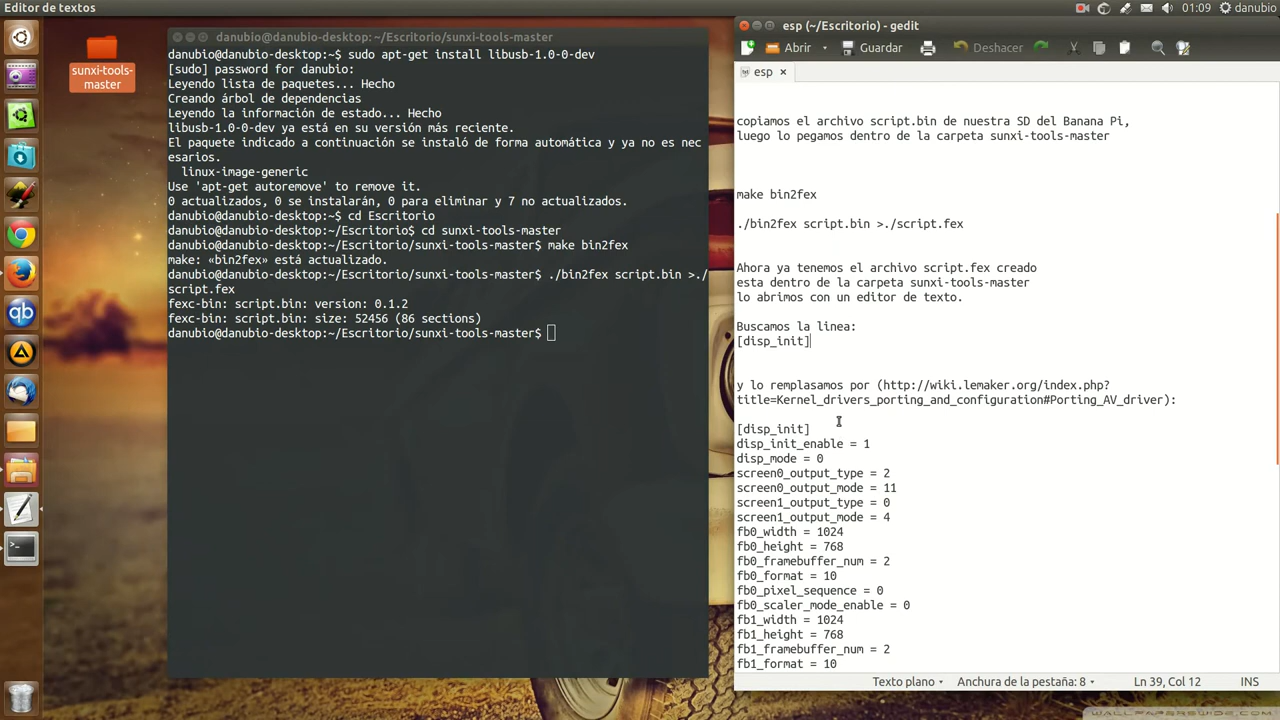 Editor de textos
01:09
danubio
sunxi-tools-
master
danubio@danubio-desktop: ~/Escritorio/sunxi-tools-master
danubio@danubio-desktop:~$ sudo apt-get install libusb-1.0-0-dev
[sudo] password for danubio:
Leyendo lista de paquetes... Hecho
Creando árbol de dependencias
Leyendo la información de estado... Hecho
libusb-1.0-0-dev ya está en su versión más reciente.
El paquete indicado a continuación se instaló de forma automática y ya no es nec
esarios.
linux-image-generic
Use 'apt-get autoremove' to remove it.
0 actualizados, 0 se instalarán, 0 para eliminar y 7 no actualizados.
danubio@danubio-desktop:~$ cd Escritorio
danubio@danubio-desktop:~/Escritorio$ cd sunxi-tools-master
danubio@danubio-desktop:~/Escritorio/sunxi-tools-master$ make bin2fex
make: «bin2fex» está actualizado.
danubio@danubio-desktop:~/Escritorio/sunxi-tools-master$ ./bin2fex script.bin >./
script.fex
fexc-bin: script.bin: version: 0.1.2
fexc-bin: script.bin: size: 52456 (86 sections)
danubio@danubio-desktop:~/Escritorio/sunxi-tools-master$
esp (~/Escritorio) - gedit
Abrir Guardar Deshacer
esp ×
copiamos el archivo script.bin de nuestra SD del Banana Pi,
luego lo pegamos dentro de la carpeta sunxi-tools-master
make bin2fex
./bin2fex script.bin >./script.fex
Ahora ya tenemos el archivo script.fex creado
esta dentro de la carpeta sunxi-tools-master
lo abrimos con un editor de texto.
Buscamos la linea:
[disp_init]
y lo remplasamos por (http://wiki.lemaker.org/index.php?
title=Kernel_drivers_porting_and_configuration#Porting_AV_driver):
[disp_init]
disp_init_enable = 1
disp_mode = 0
screen0_output_type = 2
screen0_output_mode = 11
screen1_output_type = 0
screen1_output_mode = 4
fb0_width = 1024
fb0_height = 768
fb0_framebuffer_num = 2
fb0_format = 10
fb0_pixel_sequence = 0
fb0_scaler_mode_enable = 0
fb1_width = 1024
fb1_height = 768
fb1_framebuffer_num = 2
fb1_format = 10
Texto plano Anchura de la pestaña: 8 Ln 39, Col 12 INS
WALLPAPERSWIDE.COM